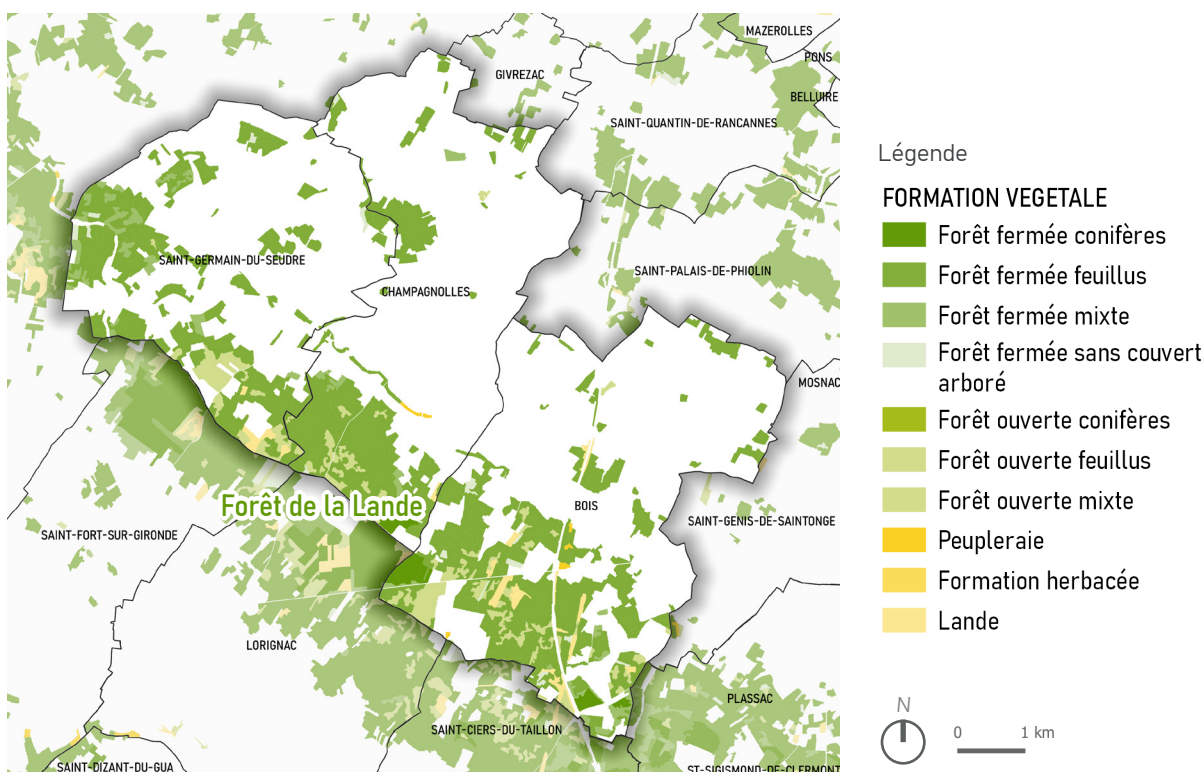 MAZEROLLES
PONS
GIVREZAC
BELLUIRE
SAINT-QUANTIN-DE-RANCANNES
SAINT-GERMAIN-DU-SEUDRE
SAINT-PALAIS-DE-PHIOLIN
CHAMPAGNOLLES
MOSNAC
Forêt de la Lande
BOIS
SAINT-GENIS-DE-SAINTONGE
SAINT-FORT-SUR-GIRONDE
LORIGNAC
PLASSAC
SAINT-CIERS-DU-TAILLON
SAINT-DIZANT-DU-GUA
ST-SIGISMOND-DE-CLERMONT
Légende
FORMATION VEGETALE
Forêt fermée conifères
Forêt fermée feuillus
Forêt fermée mixte
Forêt fermée sans couvert
arboré
Forêt ouverte conifères
Forêt ouverte feuillus
Forêt ouverte mixte
Peupleraie
Formation herbacée
Lande
N
0 1 km